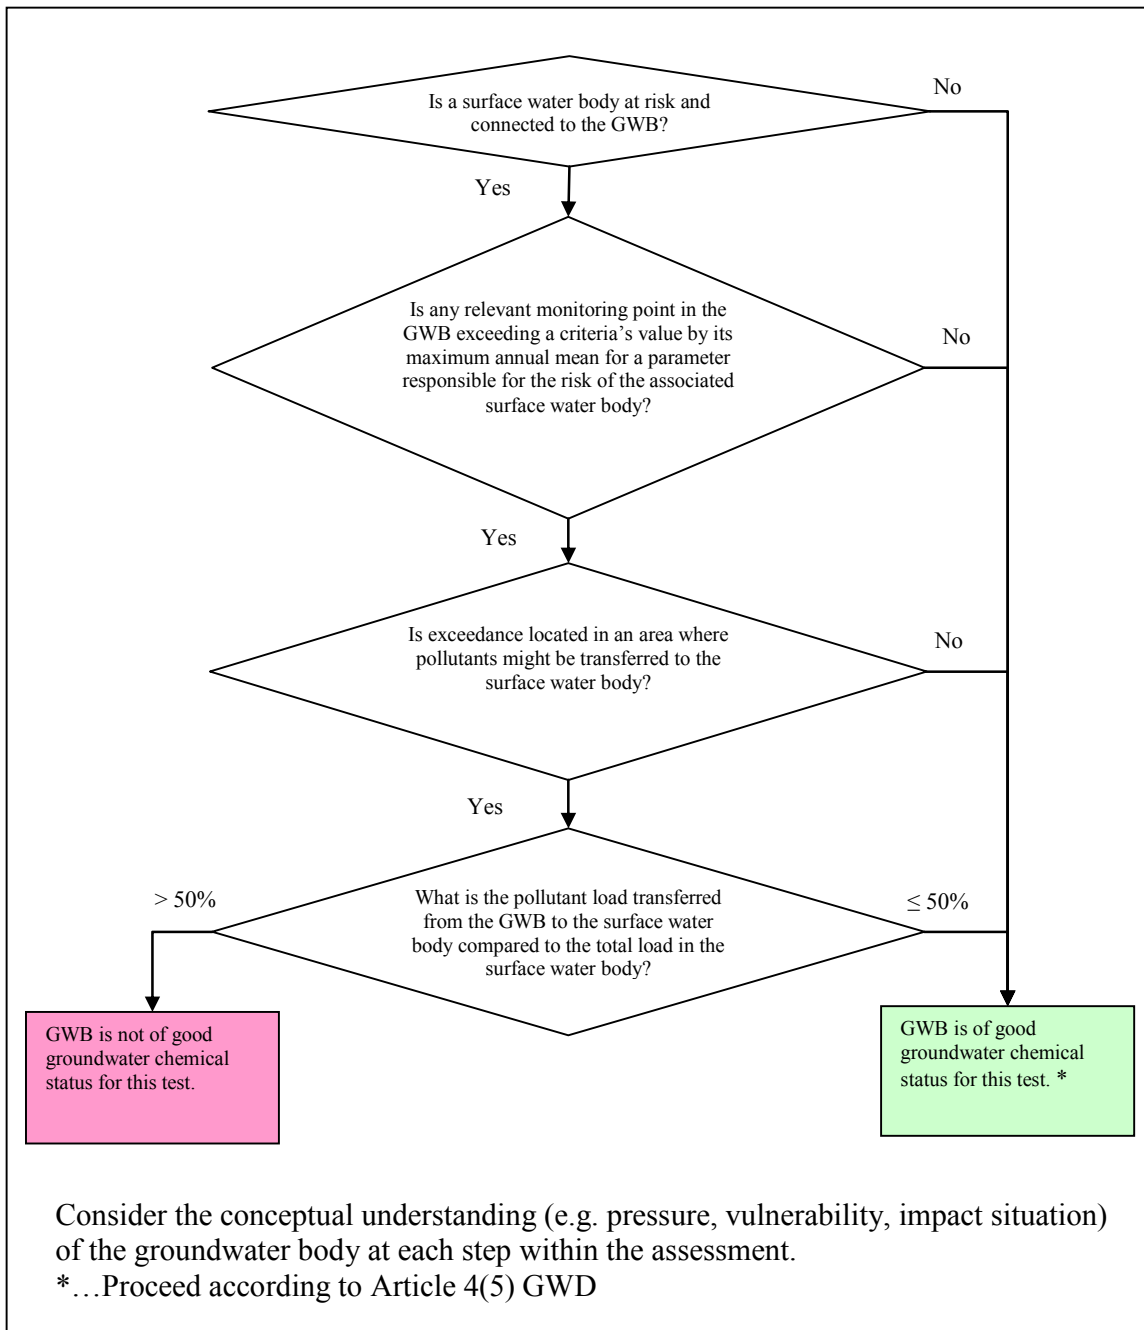 Is a surface water body at risk and
connected to the GWB?
No
Yes
Is any relevant monitoring point in the
GWB exceeding a criteria’s value by its
maximum annual mean for a parameter
responsible for the risk of the associated
surface water body?
No
Yes
Is exceedance located in an area where
pollutants might be transferred to the
surface water body?
No
Yes
What is the pollutant load transferred
from the GWB to the surface water
body compared to the total load in the
surface water body?
> 50%
≤ 50%
GWB is not of good
groundwater chemical
status for this test.
GWB is of good
groundwater chemical
status for this test. *
Consider the conceptual understanding (e.g. pressure, vulnerability, impact situation)
of the groundwater body at each step within the assessment.
*…Proceed according to Article 4(5) GWD